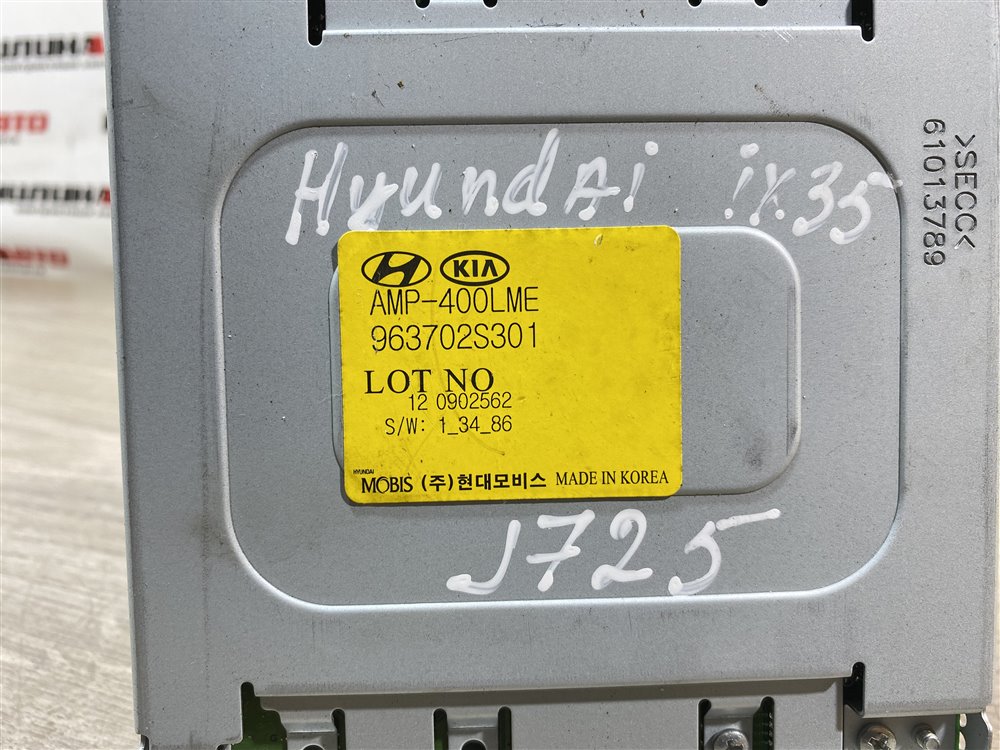 Hyundai ix35
KIA
AMP-400LME
963702S301
LOT NO
12 0902562
S/W: 1_34_86
HYUNDAI
MOBIS (주)현대모비스 MADE IN KOREA
J725
>SECC<
61013789